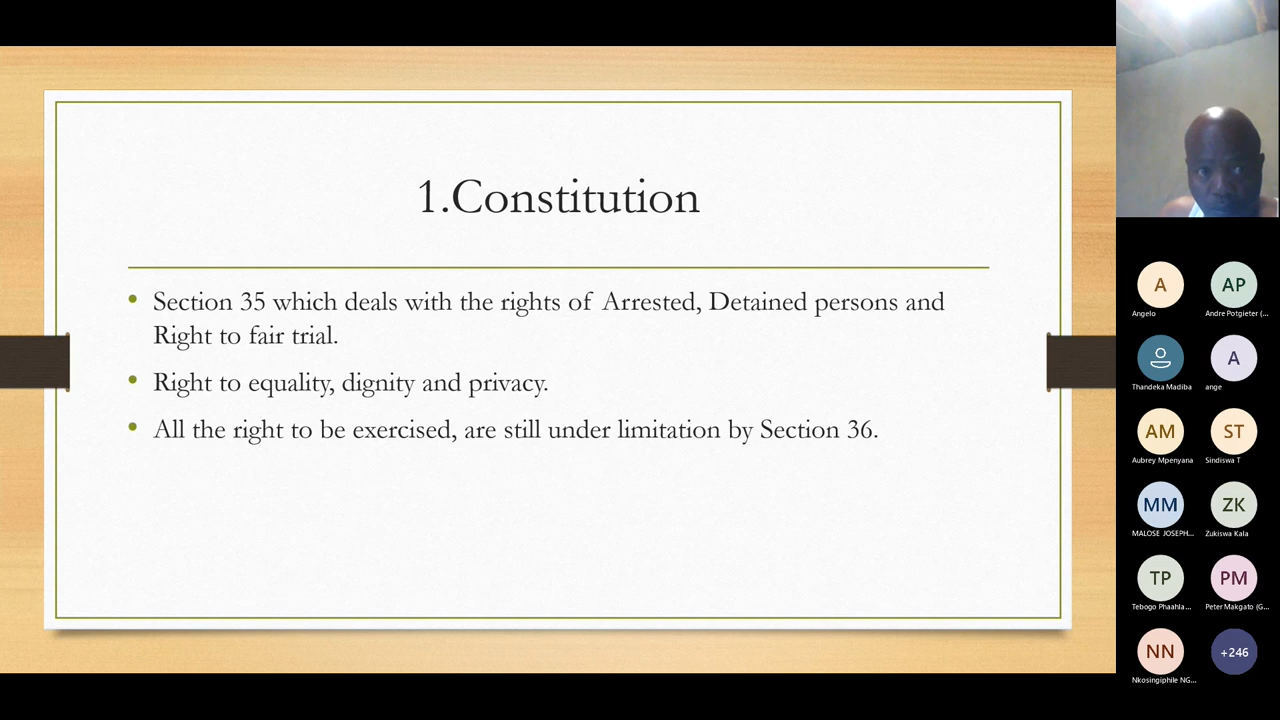 1.Constitution
Section 35 which deals with the rights of Arrested, Detained persons and
Right to fair trial.
Right to equality, dignity and privacy.
All the right to be exercised, are still under limitation by Section 36.
A
AP
Angelo
Andre Potgieter (...
A
Thandeka Madiba
ange
AM
ST
Aubrey Mpenyana
Sindiswa T
MM
ZK
MALOSE JOSEPH...
Zukiswa Kala
TP
PM
Tebogo Phaahla...
Peter Makgato (G...
NN
+246
Nkosingiphile NG...